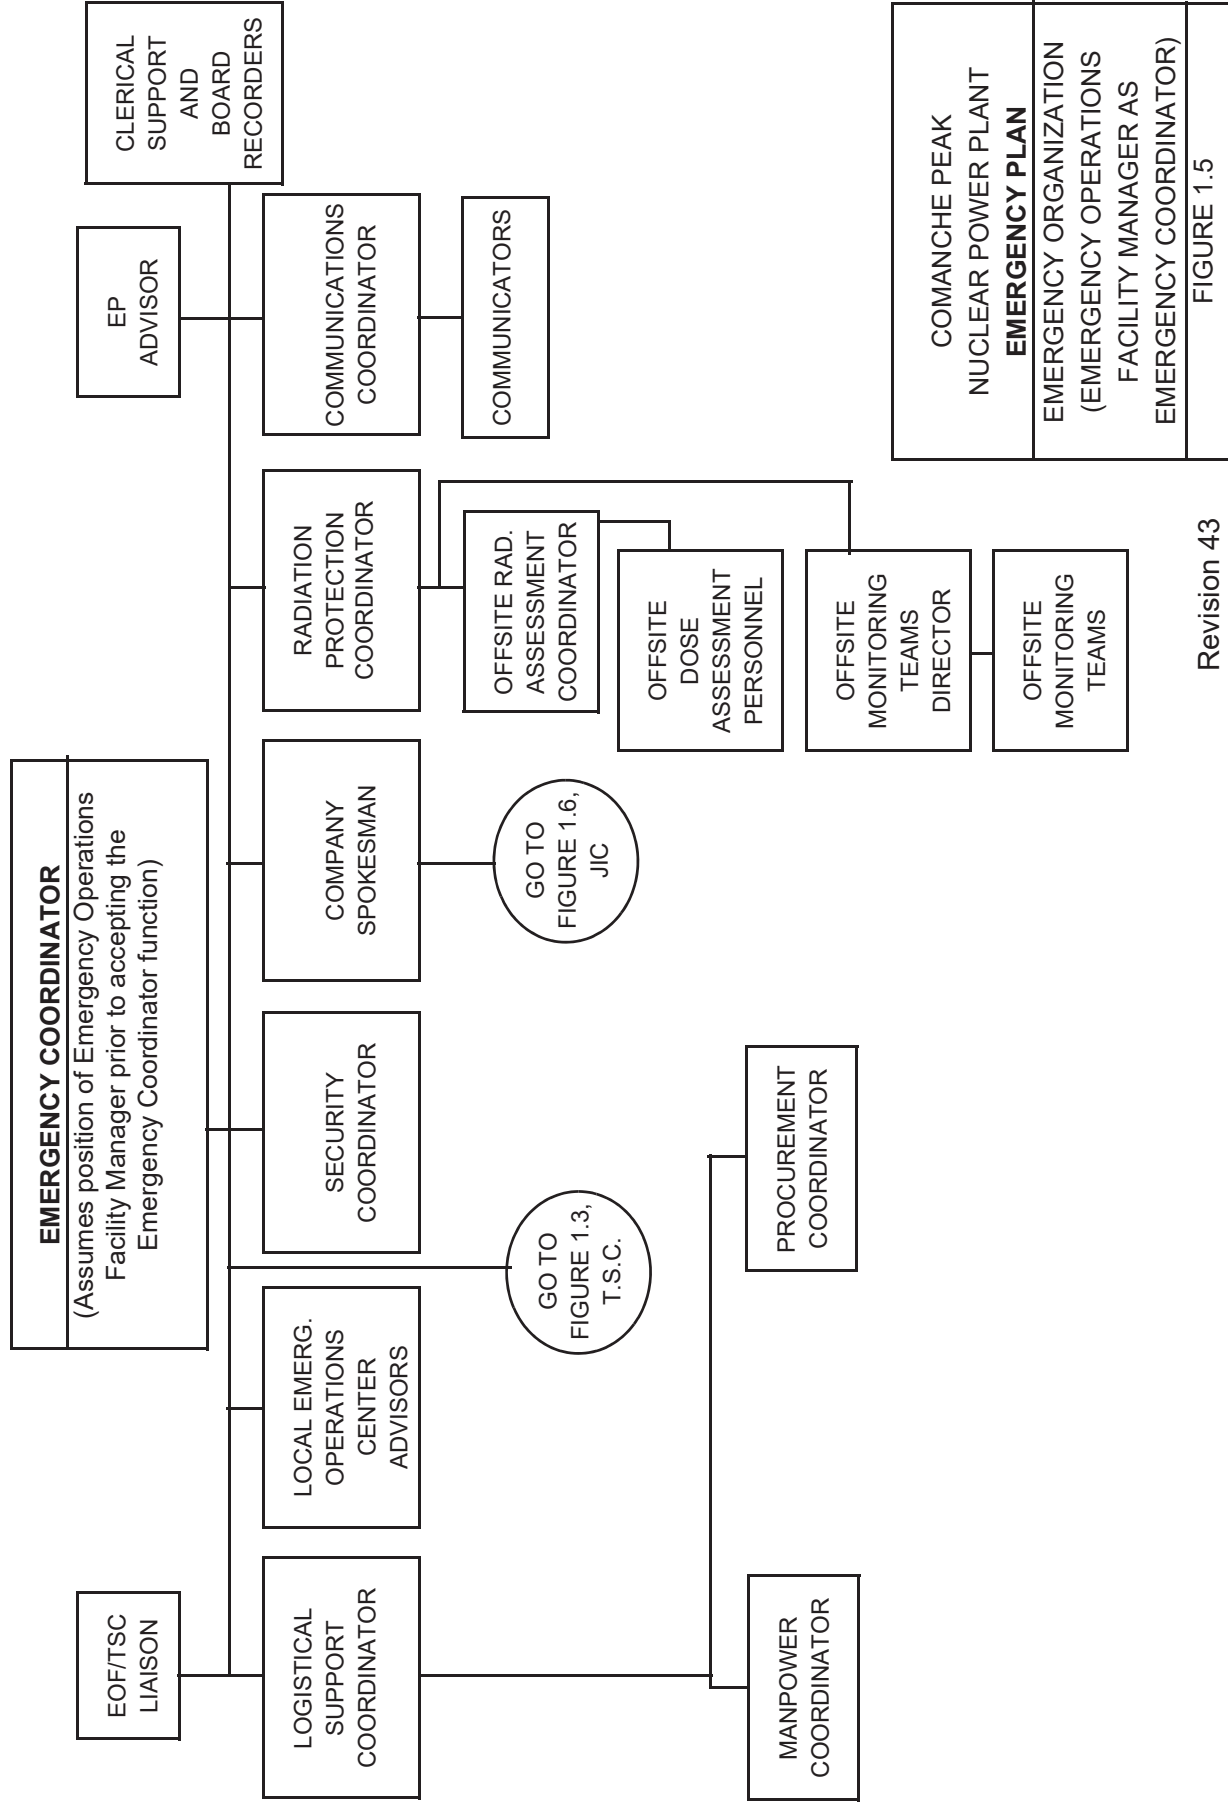 EMERGENCY COORDINATOR
(Assumes position of Emergency Operations
Facility Manager prior to accepting the
Emergency Coordinator function)
EOF/TSC
LIAISON
EP
ADVISOR
CLERICAL
SUPPORT
AND
BOARD
RECORDERS
LOGISTICAL
SUPPORT
COORDINATOR
LOCAL EMERG.
OPERATIONS
CENTER
ADVISORS
SECURITY
COORDINATOR
COMPANY
SPOKESMAN
RADIATION
PROTECTION
COORDINATOR
COMMUNICATIONS
COORDINATOR
GO TO
FIGURE 1.3,
T.S.C.
GO TO
FIGURE 1.6,
JIC
OFFSITE RAD.
ASSESSMENT
COORDINATOR
COMMUNICATORS
OFFSITE
DOSE
ASSESSMENT
PERSONNEL
MANPOWER
COORDINATOR
PROCUREMENT
COORDINATOR
OFFSITE
MONITORING
TEAMS
DIRECTOR
OFFSITE
MONITORING
TEAMS
COMANCHE PEAK
NUCLEAR POWER PLANT
EMERGENCY PLAN
EMERGENCY ORGANIZATION
(EMERGENCY OPERATIONS
FACILITY MANAGER AS
EMERGENCY COORDINATOR)
FIGURE 1.5
Revision 43